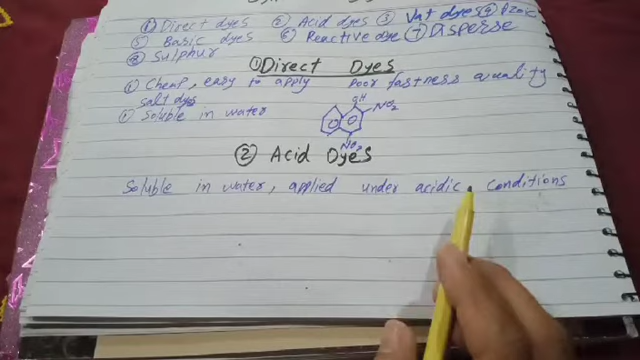 ① Direct dyes ② Acid dyes ③ Vat dyes ④ Azoic
⑤ Basic dyes ⑥ Reactive dye ⑦ Disperse
⑧ Sulphur
① Direct Dyes
① Cheap, easy to apply Poor fastness quality
salt dyes
① Soluble in water
OH
NO2
NO2
② Acid Dyes
Soluble in water, applied under acidic conditions